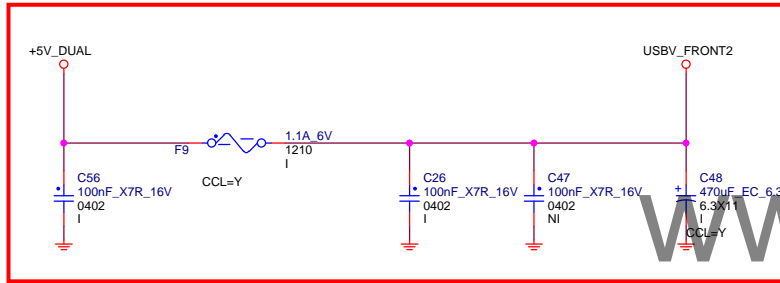 +5V_DUAL
USBV_FRONT2
F9
1.1A_6V
1210
I
CCL=Y
C56
100nF_X7R_16V
0402
I
C26
100nF_X7R_16V
0402
I
C47
100nF_X7R_16V
0402
NI
C48
470uF_EC_6.3
6.3X11
I
CCL=Y
+